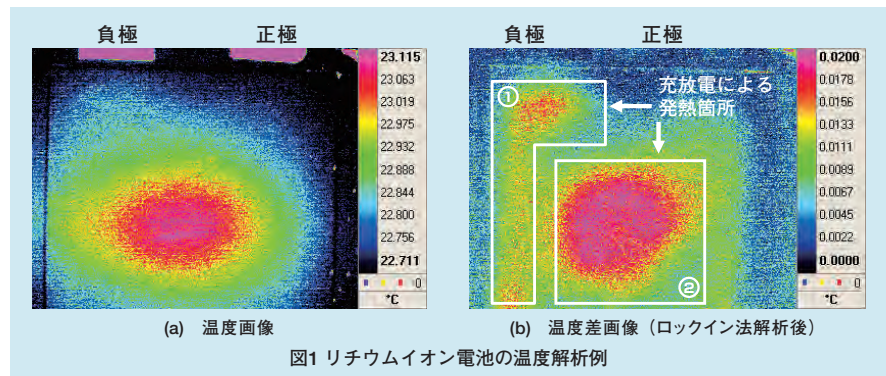 負極 正極
23.115
23.063
23.019
22.975
22.932
22.888
22.844
22.800
22.756
22.711
0
°C
(a) 温度画像
負極 正極
①
充放電による
発熱箇所
②
0.0200
0.0178
0.0156
0.0133
0.0111
0.0089
0.0067
0.0045
0.0022
0.0000
0
°C
(b) 温度差画像（ロックイン法解析後）
図1 リチウムイオン電池の温度解析例